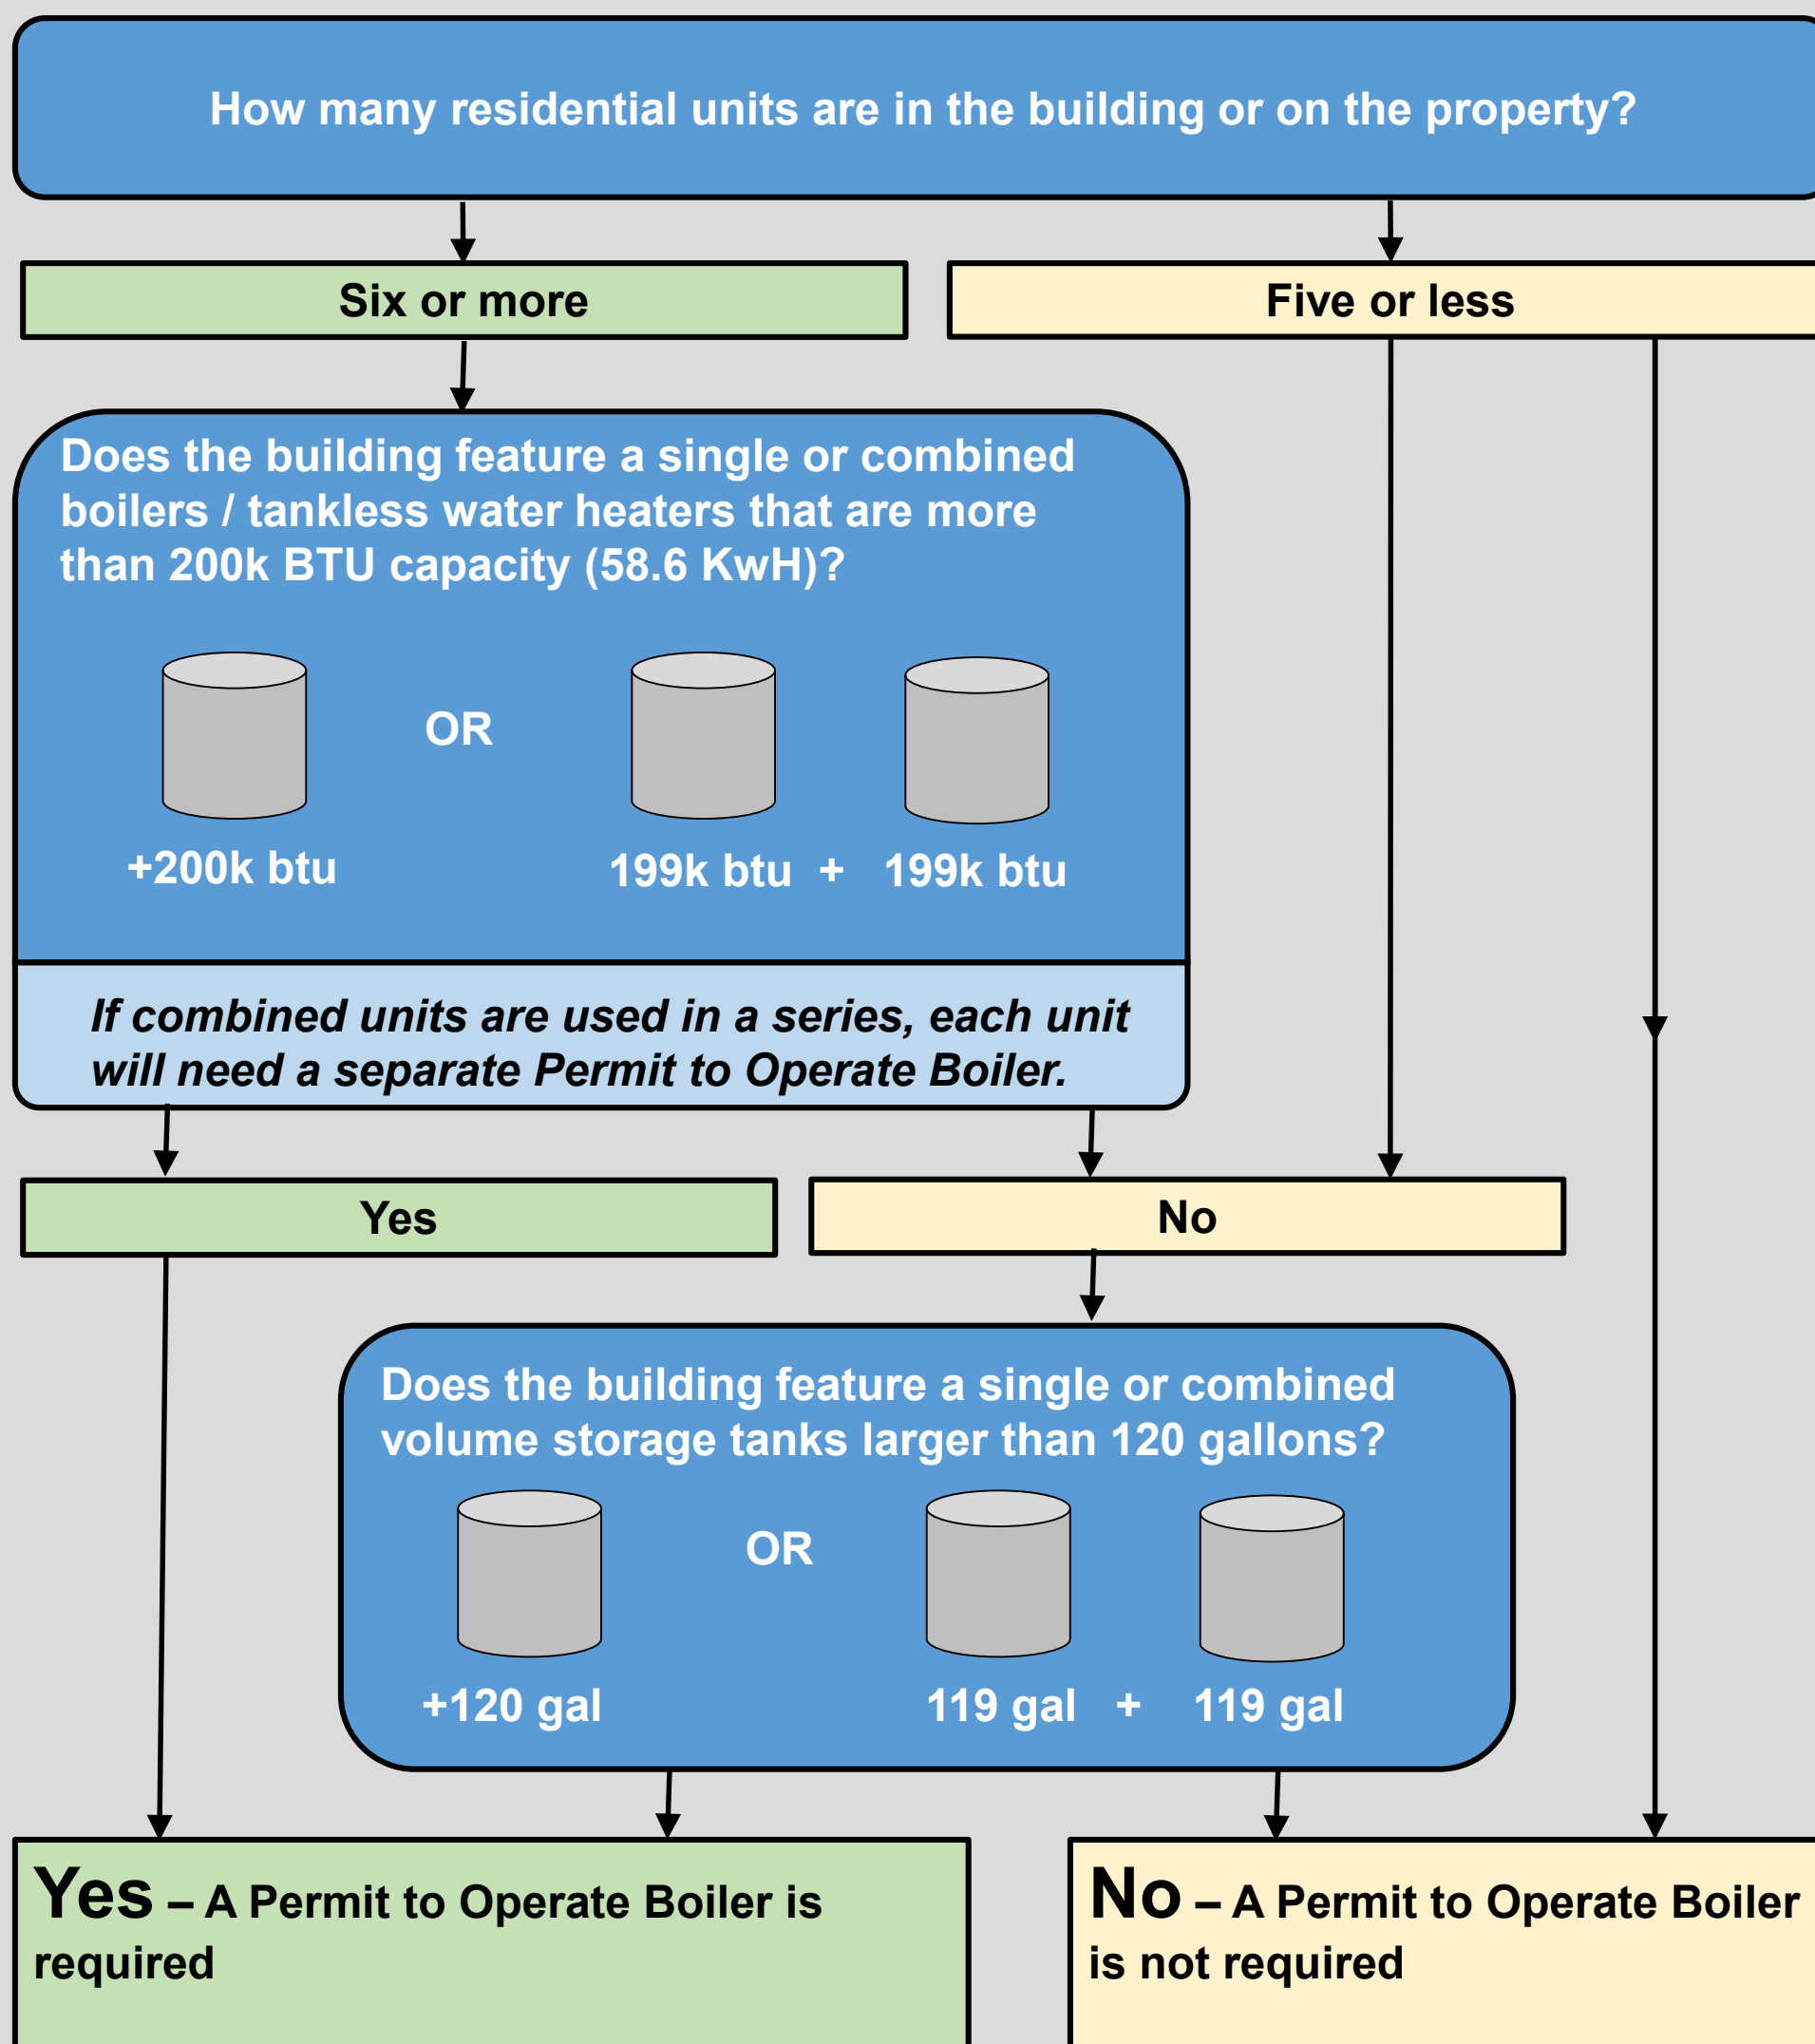 How many residential units are in the building or on the property?
Six or more
Five or less
Does the building feature a single or combined
boilers / tankless water heaters that are more
than 200k BTU capacity (58.6 KwH)?
OR
+200k btu
199k btu + 199k btu
If combined units are used in a series, each unit
will need a separate Permit to Operate Boiler.
Yes
No
Does the building feature a single or combined
volume storage tanks larger than 120 gallons?
OR
+120 gal
119 gal + 119 gal
Yes – A Permit to Operate Boiler is
required
No – A Permit to Operate Boiler
is not required